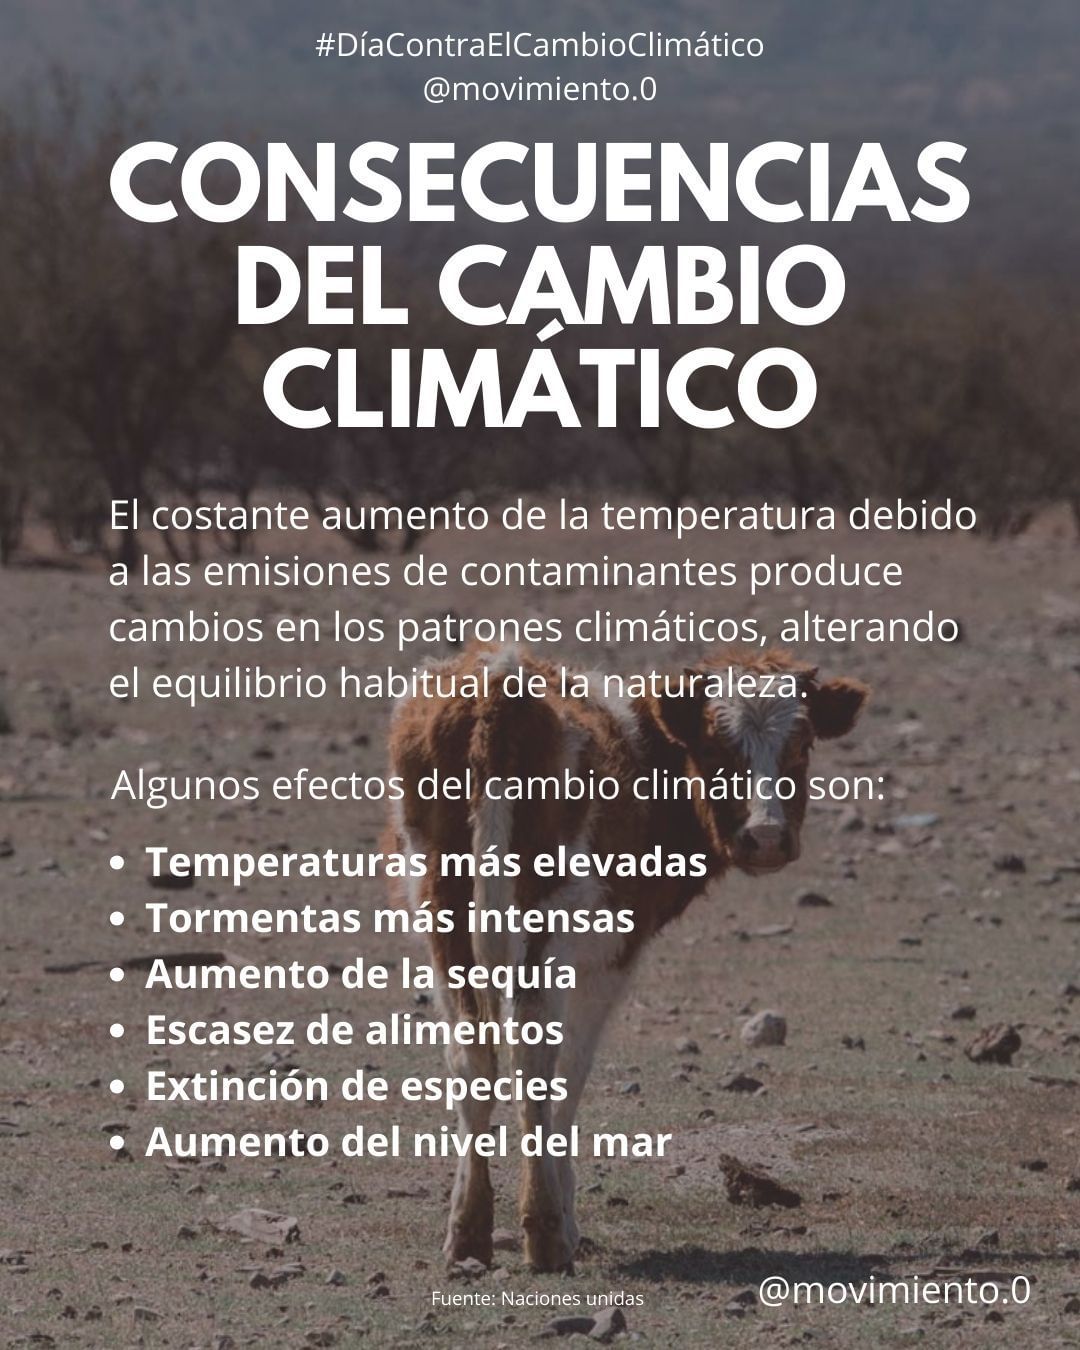 #DíaContraElCambioClimático
@movimiento.0
CONSECUENCIAS
DEL CAMBIO
CLIMÁTICO
El costante aumento de la temperatura debido
a las emisiones de contaminantes produce
cambios en los patrones climáticos, alterando
el equilibrio habitual de la naturaleza.
Algunos efectos del cambio climático son:
• Temperaturas más elevadas
• Tormentas más intensas
• Aumento de la sequía
• Escasez de alimentos
• Extinción de especies
• Aumento del nivel del mar
Fuente: Naciones unidas
@movimiento.0